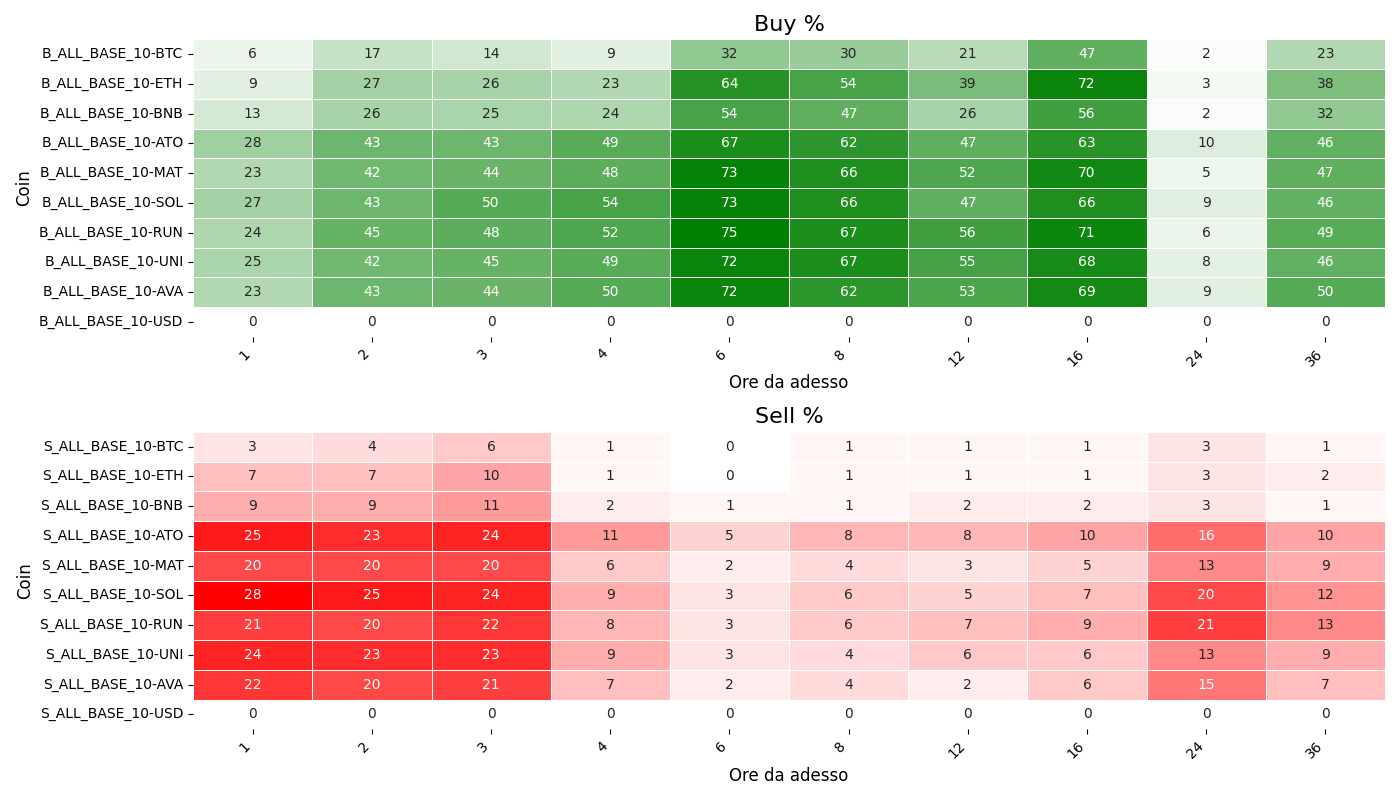 Buy %
Coin
B_ALL_BASE_10-BTC 6 17 14 9 32 30 21 47 2 23
B_ALL_BASE_10-ETH 9 27 26 23 64 54 39 72 3 38
B_ALL_BASE_10-BNB 13 26 25 24 54 47 26 56 2 32
B_ALL_BASE_10-ATO 28 43 43 49 67 62 47 63 10 46
B_ALL_BASE_10-MAT 23 42 44 48 73 66 52 70 5 47
B_ALL_BASE_10-SOL 27 43 50 54 73 66 47 66 9 46
B_ALL_BASE_10-RUN 24 45 48 52 75 67 56 71 6 49
B_ALL_BASE_10-UNI 25 42 45 49 72 67 55 68 8 46
B_ALL_BASE_10-AVA 23 43 44 50 72 62 53 69 9 50
B_ALL_BASE_10-USD 0 0 0 0 0 0 0 0 0 0
1 2 3 4 6 8 12 16 24 36
Ore da adesso
Sell %
Coin
S_ALL_BASE_10-BTC 3 4 6 1 0 1 1 1 3 1
S_ALL_BASE_10-ETH 7 7 10 1 0 1 1 1 3 2
S_ALL_BASE_10-BNB 9 9 11 2 1 1 2 2 3 1
S_ALL_BASE_10-ATO 25 23 24 11 5 8 8 10 16 10
S_ALL_BASE_10-MAT 20 20 20 6 2 4 3 5 13 9
S_ALL_BASE_10-SOL 28 25 24 9 3 6 5 7 20 12
S_ALL_BASE_10-RUN 21 20 22 8 3 6 7 9 21 13
S_ALL_BASE_10-UNI 24 23 23 9 3 4 6 6 13 9
S_ALL_BASE_10-AVA 22 20 21 7 2 4 2 6 15 7
S_ALL_BASE_10-USD 0 0 0 0 0 0 0 0 0 0
1 2 3 4 6 8 12 16 24 36
Ore da adesso